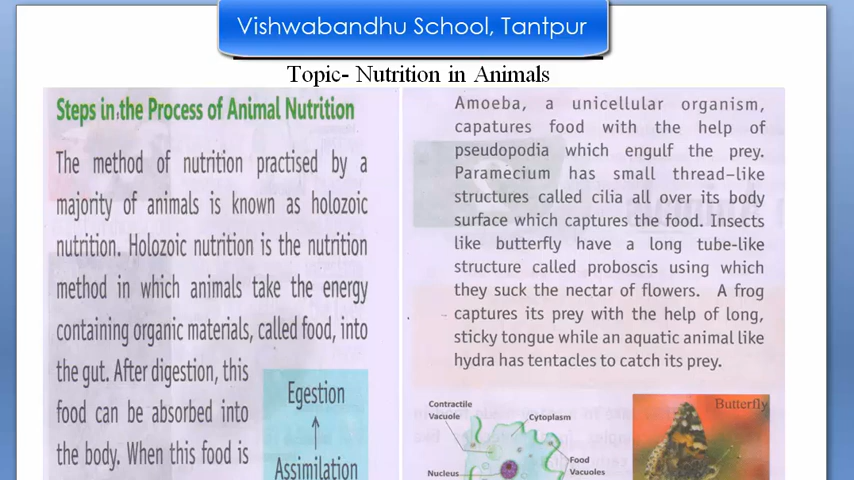 Vishwabandhu School, Tantpur
Topic- Nutrition in Animals
Steps in the Process of Animal Nutrition
The method of nutrition practised by a
majority of animals is known as holozoic
nutrition. Holozoic nutrition is the nutrition
method in which animals take the energy
containing organic materials, called food, into
the gut. After digestion, this
food can be absorbed into
the body. When this food is
Egestion
Assimilation
Amoeba, a unicellular organism,
capatures food with the help of
pseudopodia which engulf the prey.
Paramecium has small thread-like
structures called cilia all over its body
surface which captures the food. Insects
like butterfly have a long tube-like
structure called proboscis using which
they suck the nectar of flowers. A frog
captures its prey with the help of long,
sticky tongue while an aquatic animal like
hydra has tentacles to catch its prey.
Contractile
Vacuole
Cytoplasm
Nucleus
Food
Vacuoles
Butterfly